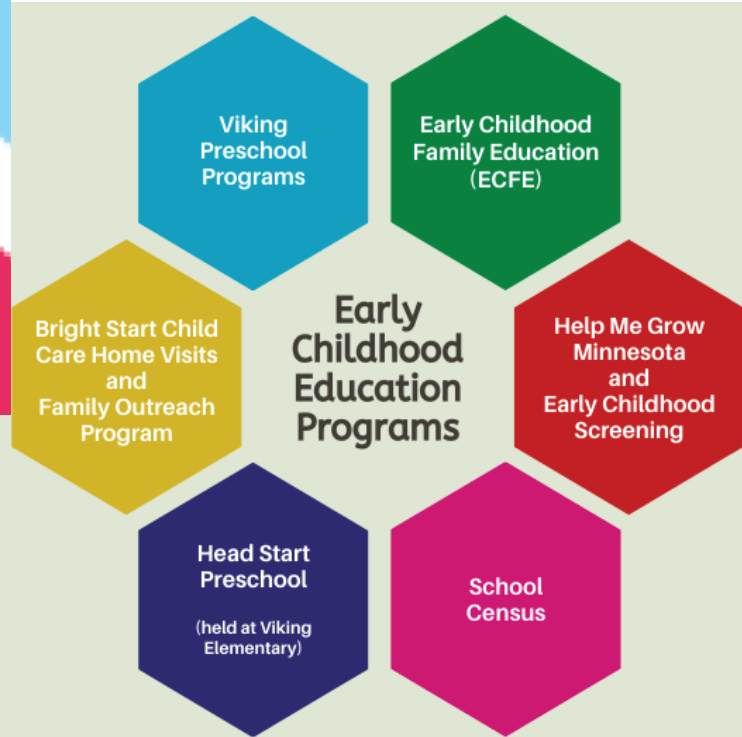 Viking
Preschool
Programs
Early Childhood
Family Education
(ECFE)
Bright Start Child
Care Home Visits
and
Family Outreach
Program
Early
Childhood
Education
Programs
Help Me Grow
Minnesota
and
Early Childhood
Screening
Head Start
Preschool
(held at Viking
Elementary)
School
Census